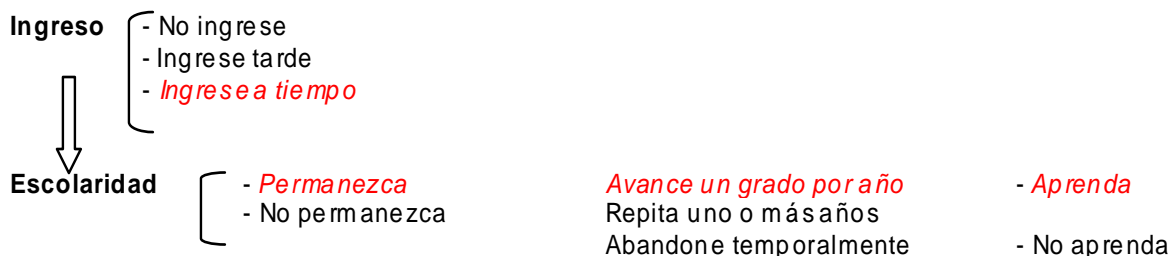 Ingreso - No ingrese
- Ingrese tarde
- Ingrese a tiempo
Escolaridad - Permanezca Avance un grado por año - Aprenda
- No permanezca Repita uno o más años
Abandone temporalmente - No aprenda